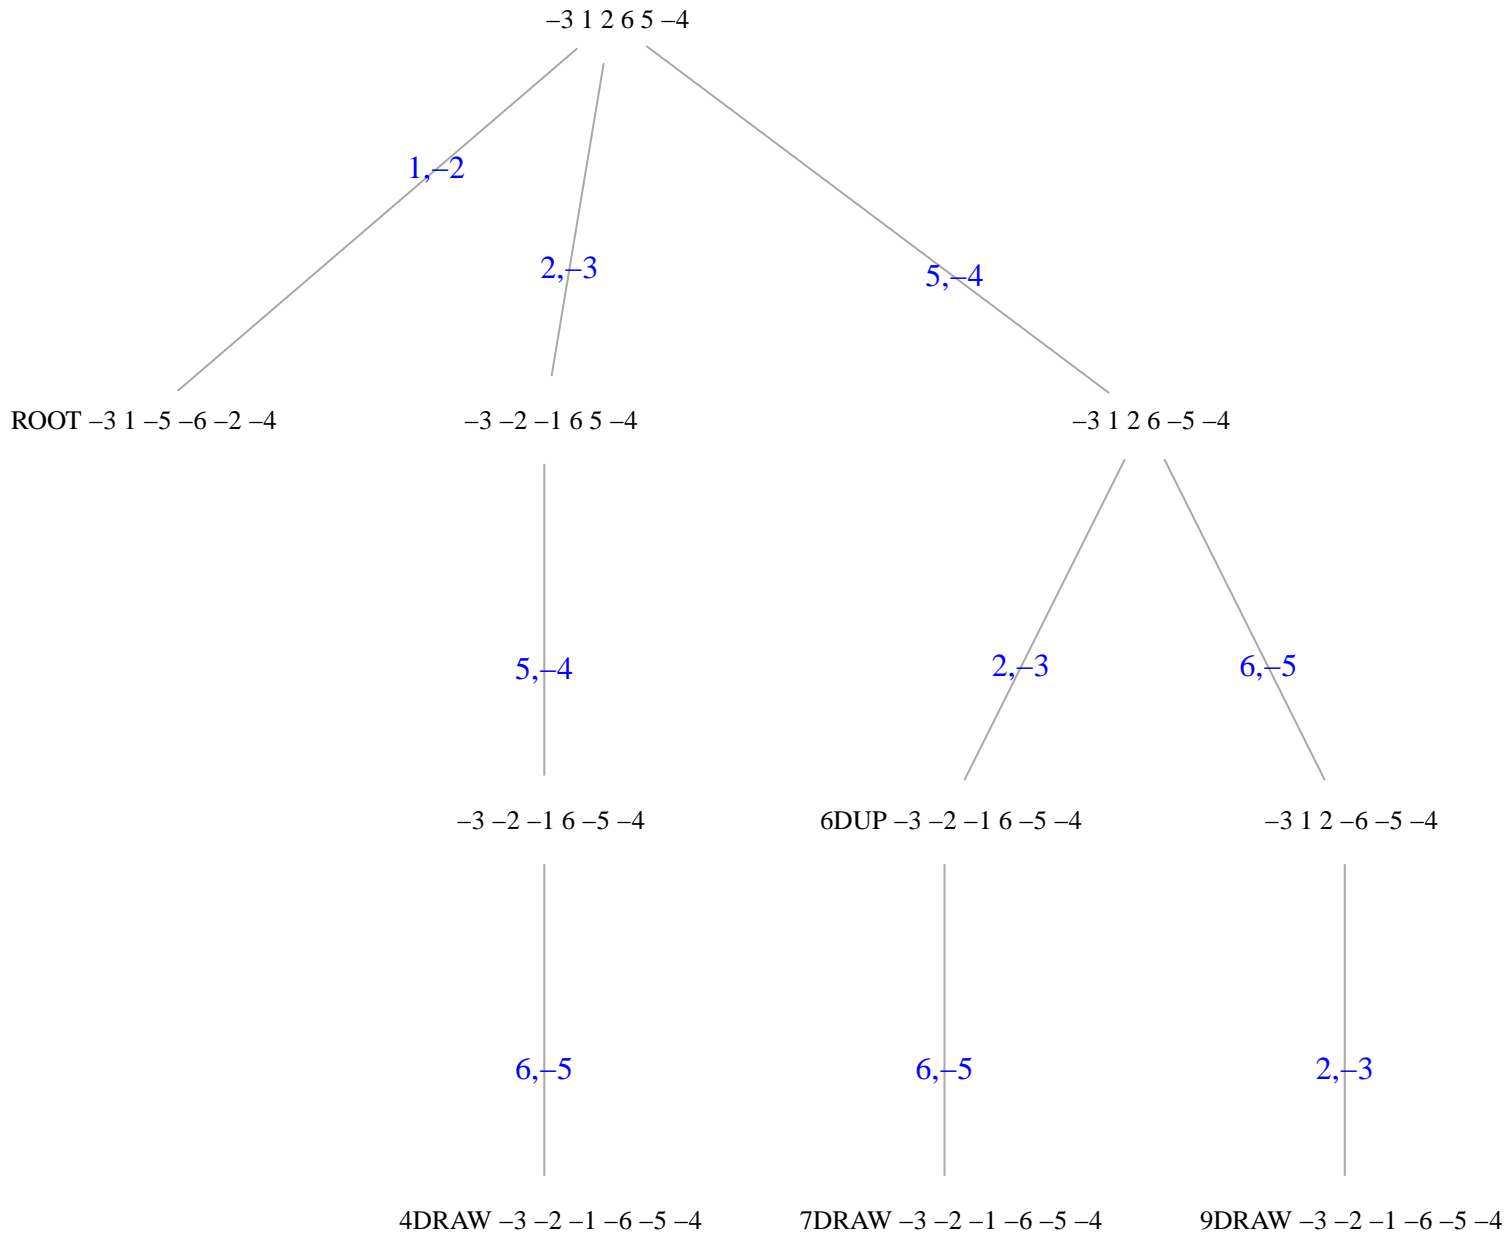 –3 1 2 6 5 –4
1,–2
2,–3
5,–4
ROOT –3 1 –5 –6 –2 –4
–3 –2 –1 6 5 –4
–3 1 2 6 –5 –4
5,–4
2,–3
6,–5
–3 –2 –1 6 –5 –4
6DUP –3 –2 –1 6 –5 –4
–3 1 2 –6 –5 –4
6,–5
6,–5
2,–3
4DRAW –3 –2 –1 –6 –5 –4
7DRAW –3 –2 –1 –6 –5 –4
9DRAW –3 –2 –1 –6 –5 –4